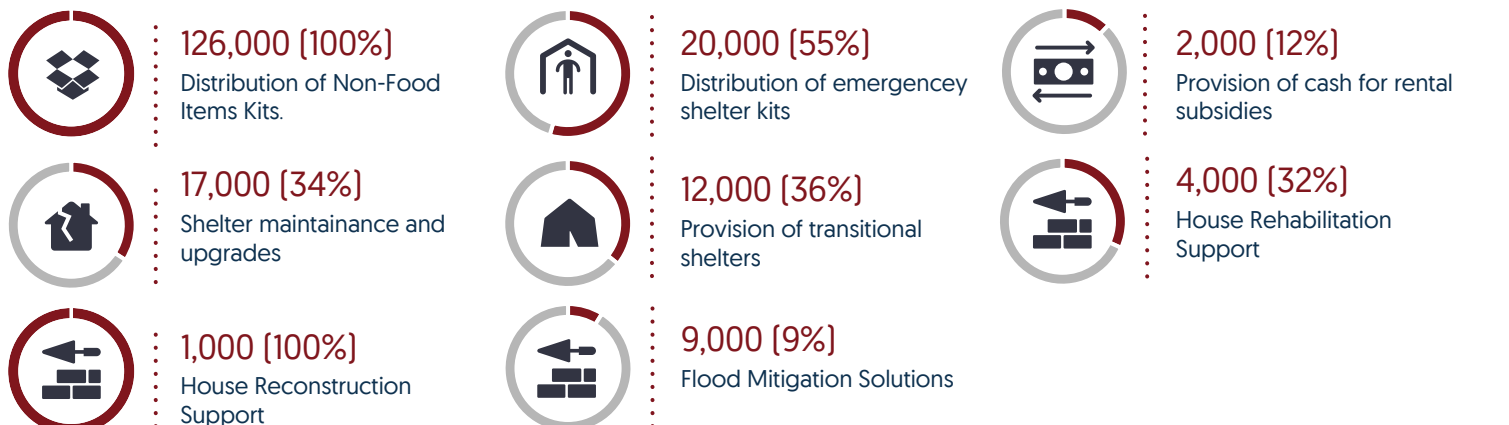 126,000 (100%)
Distribution of Non-Food
Items Kits.
20,000 (55%)
Distribution of emergencey
shelter kits
2,000 (12%)
Provision of cash for rental
subsidies
17,000 (34%)
Shelter maintainance and
upgrades
12,000 (36%)
Provision of transitional
shelters
4,000 (32%)
House Rehabilitation
Support
1,000 (100%)
House Reconstruction
Support
9,000 (9%)
Flood Mitigation Solutions